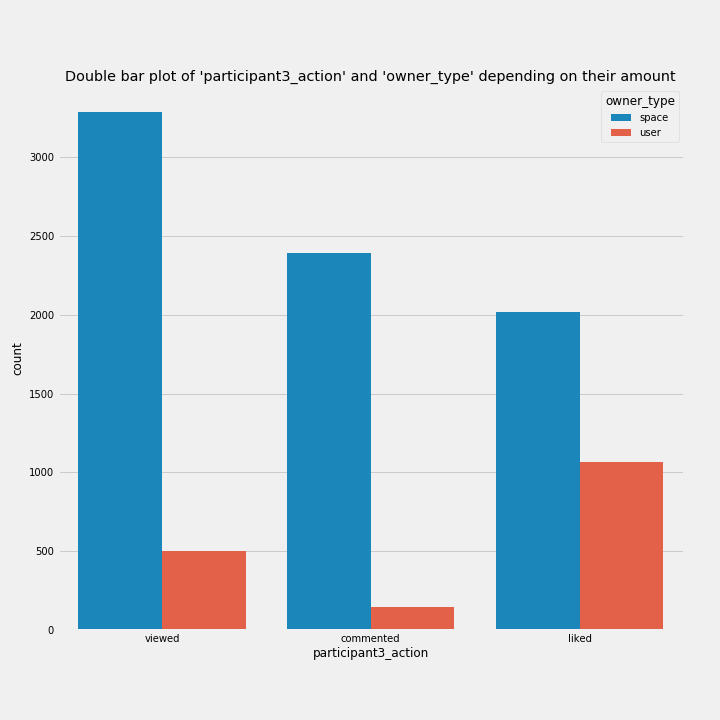 Double bar plot of 'participant3_action' and 'owner_type' depending on their amount
owner_type
space
user
3000
2500
2000
1500
1000
500
0
count
viewed
commented
liked
participant3_action